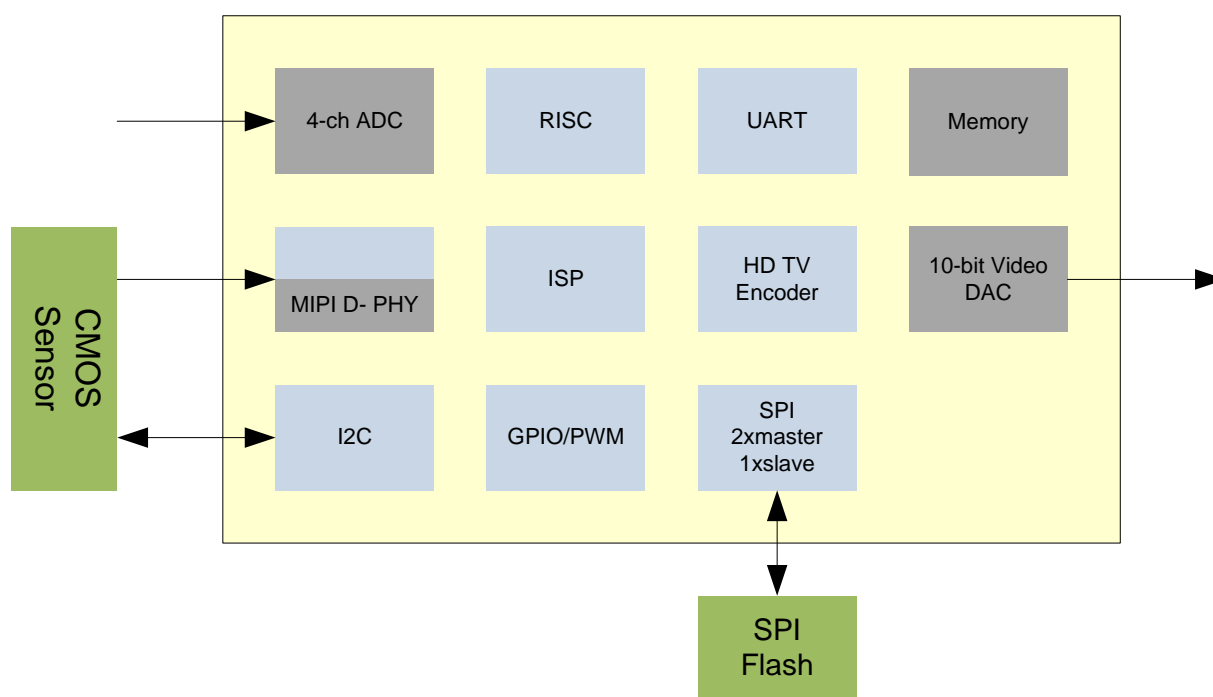 4-ch ADC
RISC
UART
Memory
CMOS
Sensor
MIPI D- PHY
ISP
HD TV
Encoder
10-bit Video
DAC
I2C
GPIO/PWM
SPI
2xmaster
1xslave
SPI
Flash